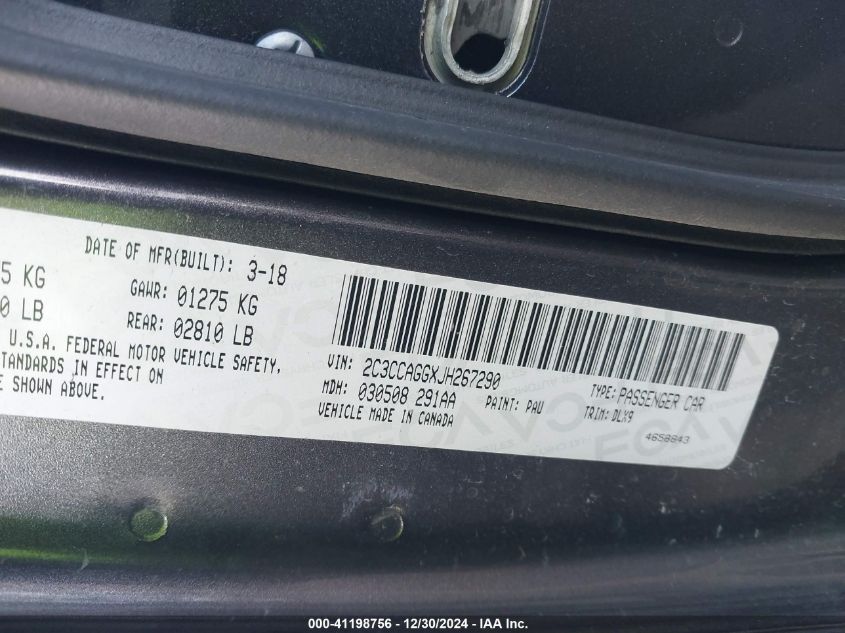 DATE OF MFR(BUILT): 3-18
5 KG
GAWR: 01275 KG
0 LB
REAR: 02810 LB
U.S.A. FEDERAL MOTOR VEHICLE SAFETY,
STANDARDS IN EFFECT ON
E SHOWN ABOVE.
VIN: 2C3CCAGGXJH267290
TYPE: PASSENGER CAR
MDH: 030508 291AA
PAINT: PAU
TRIM: DLX9
VEHICLE MADE IN CANADA
4658843
000-41198756 - 12/30/2024 - IAA Inc.